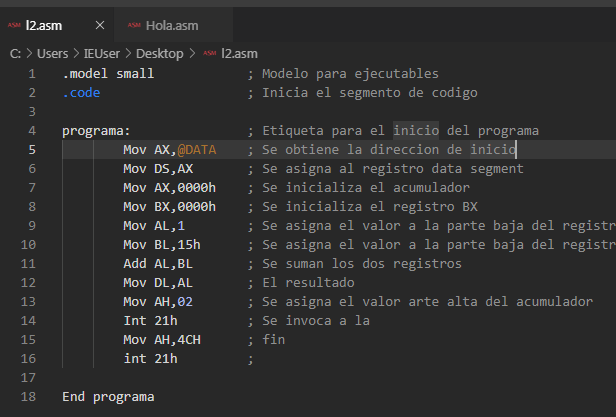 ASM l2.asm × ASM Hola.asm
C: > Users > IEUser > Desktop > ASM l2.asm
1 .model small ; Modelo para ejecutables
2 .code ; Inicia el segmento de codigo
3
4 programa: ; Etiqueta para el inicio del programa
5 Mov AX,@DATA ; Se obtiene la direccion de inicio
6 Mov DS,AX ; Se asigna al registro data segment
7 Mov AX,0000h ; Se inicializa el acumulador
8 Mov BX,0000h ; Se inicializa el registro BX
9 Mov AL,1 ; Se asigna el valor a la parte baja del registr
10 Mov BL,15h ; Se asigna el valor a la parte baja del registr
11 Add AL,BL ; Se suman los dos registros
12 Mov DL,AL ; El resultado
13 Mov AH,02 ; Se asigna el valor arte alta del acumulador
14 Int 21h ; Se invoca a la
15 Mov AH,4CH ; fin
16 int 21h ;
17
18 End programa